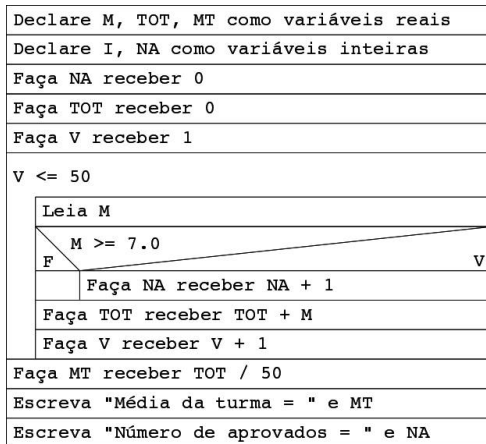 Declare M, TOT, MT como variáveis reais
Declare I, NA como variáveis inteiras
Faça NA receber 0
Faça TOT receber 0
Faça V receber 1
V <= 50
Leia M
M >= 7.0
F V
Faça NA receber NA + 1
Faça TOT receber TOT + M
Faça V receber V + 1
Faça MT receber TOT / 50
Escreva "Média da turma = " e MT
Escreva "Número de aprovados = " e NA